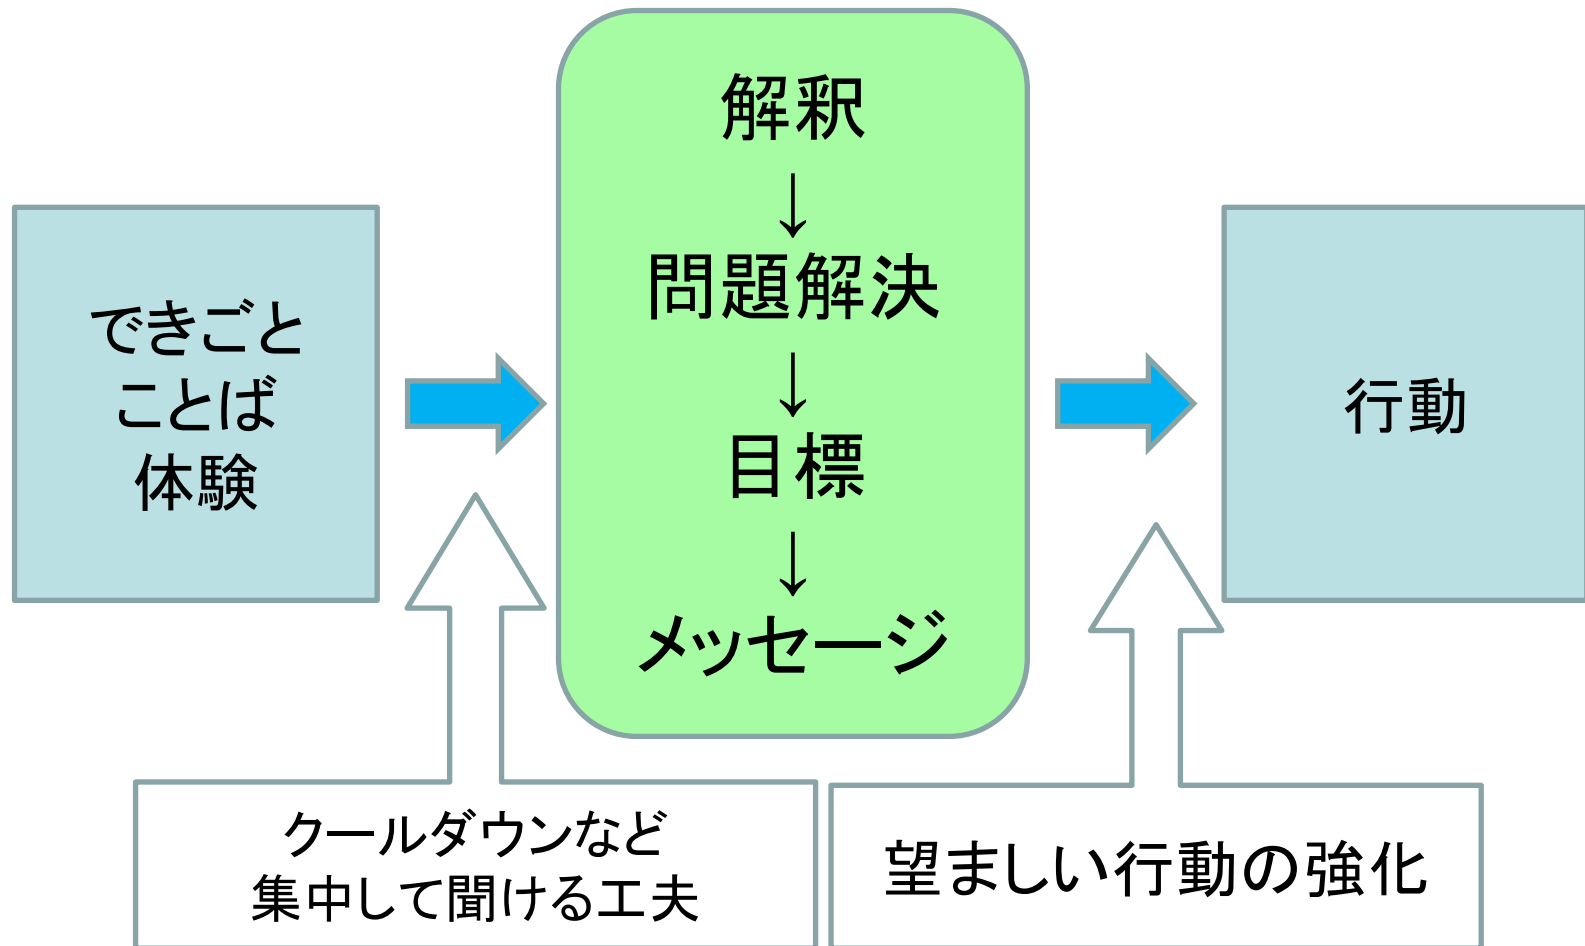 できごと
ことば
体験
解釈
↓
問題解決
↓
目標
↓
メッセージ
行動
クールダウンなど
集中して聞ける工夫
望ましい行動の強化